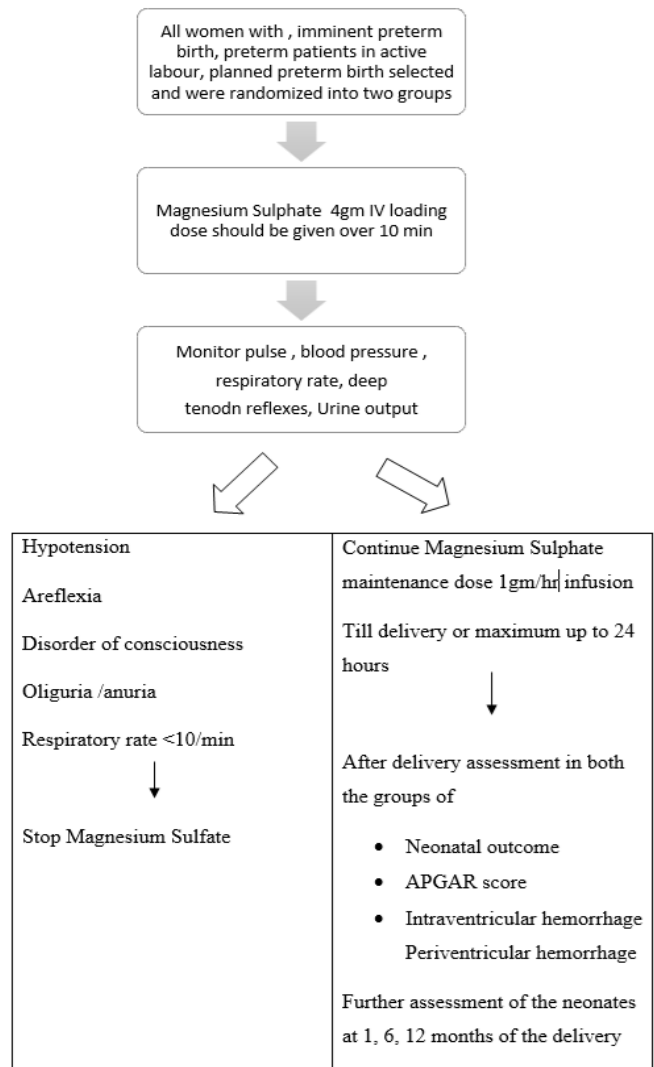 All women with , imminent preterm
birth, preterm patients in active
labour, planned preterm birth selected
and were randomized into two groups
Magnesium Sulphate 4gm IV loading
dose should be given over 10 min
Monitor pulse , blood pressure ,
respiratory rate, deep
tenodn reflexes, Urine output
Hypotension
Areflexia
Disorder of consciousness
Oliguria /anuria
Respiratory rate <10/min
Stop Magnesium Sulfate
Continue Magnesium Sulphate
maintenance dose 1gm/hr infusion
Till delivery or maximum up to 24
hours
After delivery assessment in both
the groups of
• Neonatal outcome
• APGAR score
• Intraventricular hemorrhage
Periventricular hemorrhage
Further assessment of the neonates
at 1, 6, 12 months of the delivery